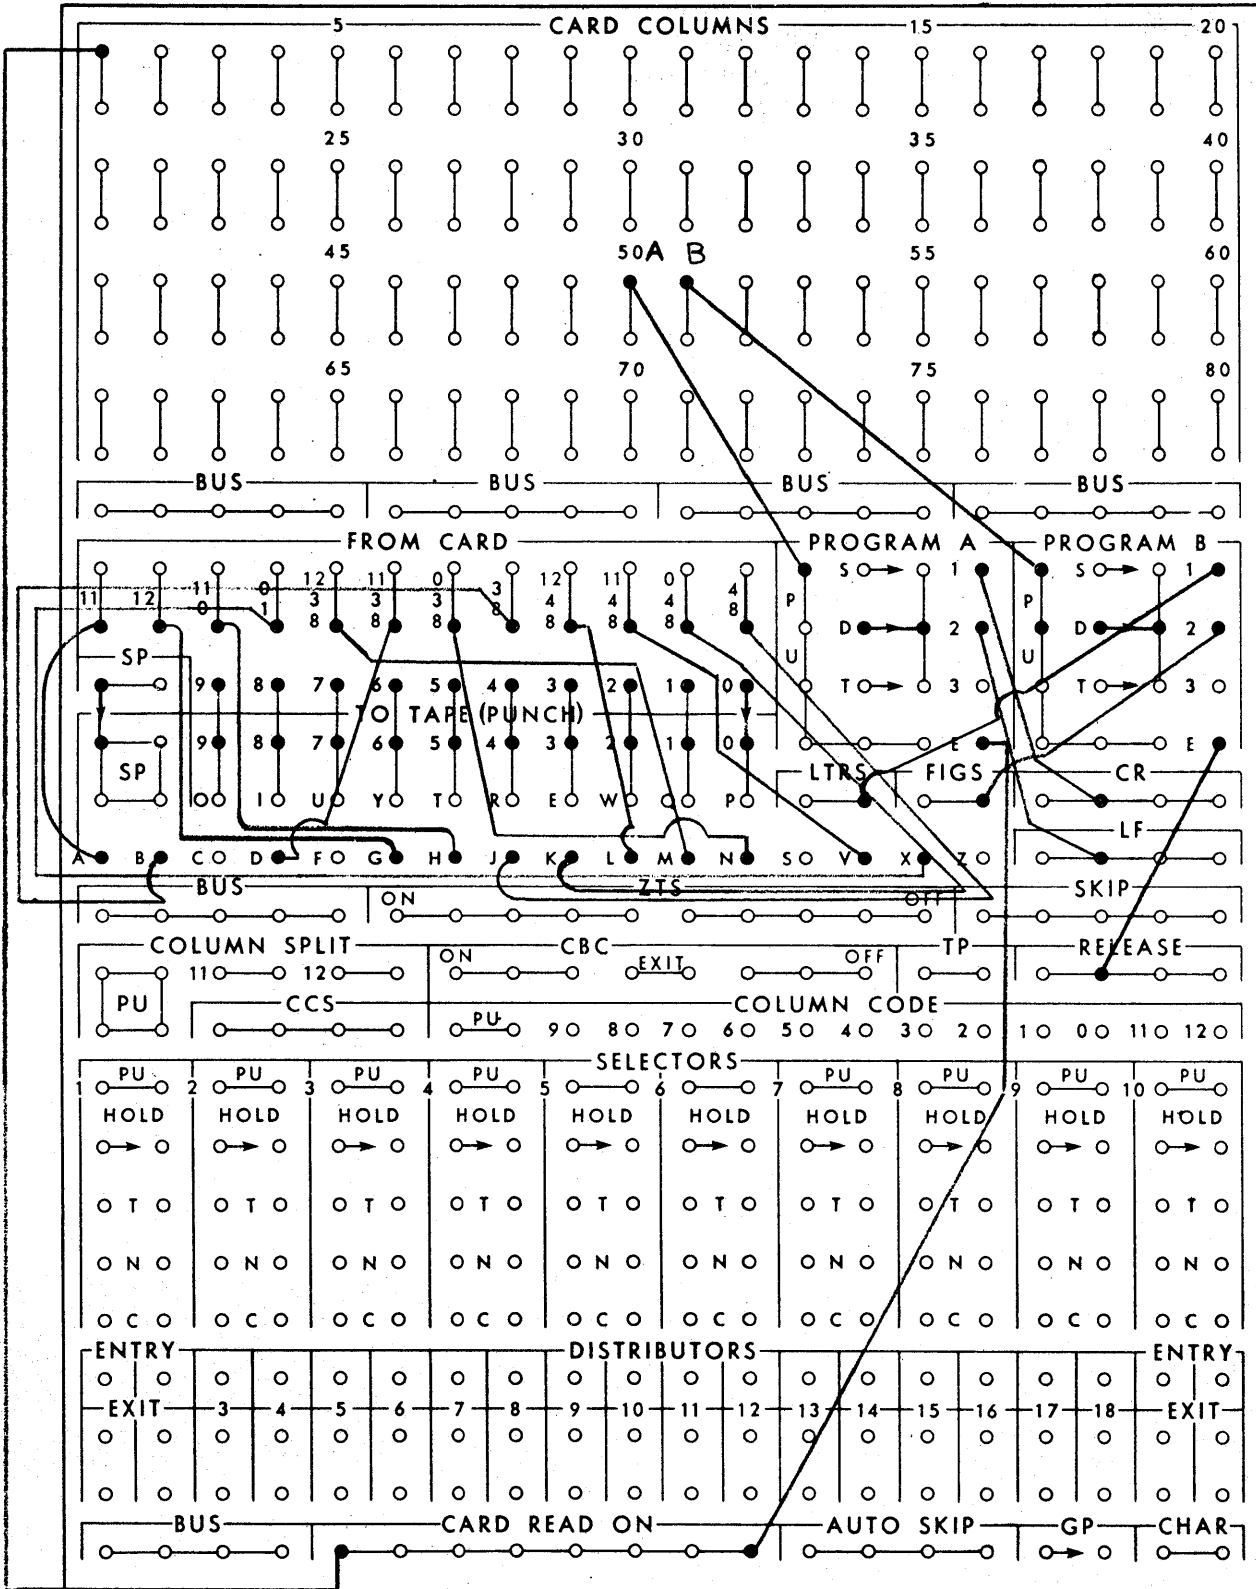 5 CARD COLUMNS 15 20
25 30 35 40
45 50 A B 55 60
65 70 75 80
BUS BUS BUS BUS
FROM CARD PROGRAM A PROGRAM B
11 12 11 0 0 1 12 3 8 11 3 8 0 3 8 3 8 12 4 8 11 4 8 0 4 8 4 8 P U S 1 P U S 1
D 2 D 2
SP 9 8 7 6 5 4 3 2 1 0 T 3 T 3
TO TAPE (PUNCH)
SP 9 8 7 6 5 4 3 2 1 0 E E
LTRS FIGS CR
O I U Y T R E W Q P
LF
A B C D F G H J K L M N S V X Z
BUS ON ZTS OFF SKIP
COLUMN SPLIT ON CBC OFF TP RELEASE
11 12 EXIT
PU CCS COLUMN CODE
PU 9 8 7 6 5 4 3 2 1 0 11 12
SELECTORS
1 PU 2 PU 3 PU 4 PU 5 6 7 PU 8 PU 9 PU 10 PU
HOLD HOLD HOLD HOLD HOLD HOLD HOLD HOLD HOLD HOLD
T T T T T T T T T T
N N N N N N N N N N
C C C C C C C C C C
ENTRY DISTRIBUTORS ENTRY
EXIT 3 4 5 6 7 8 9 10 11 12 13 14 15 16 17 18 EXIT
BUS CARD READ ON AUTO SKIP GP CHAR